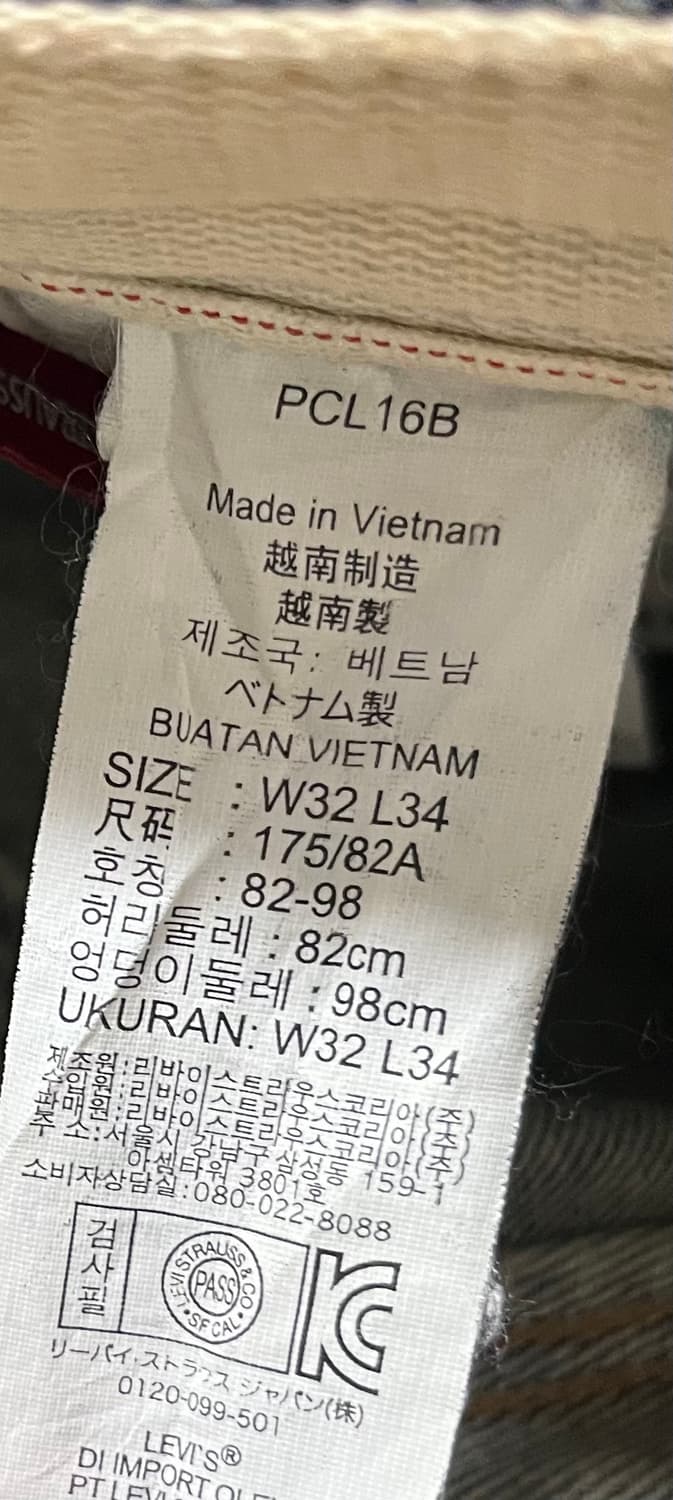 PCL16B
Made in Vietnam
越南制造
越南製
제조국: 베트남
ベトナム製
BUATAN VIETNAM
SIZE : W32 L34
尺码 : 175/82A
호칭 : 82-98
허리둘레 : 82cm
엉덩이둘레 : 98cm
UKURAN: W32 L34
제조원:리바이스트라우스코리아(주)
수입원:리바이스트라우스코리아(주)
판매원:리바이스트라우스코리아(주)
주 소:서울시 강남구 삼성동 159-1
아셈타워 3801호
소비자상담실:080-022-8088
검사필
LEVI STRAUSS & CO
PASS
SF CAL
KC
リーバイ・ストラウス ジャパン(株)
0120-099-501
LEVI'S®
DI IMPORT OLE
PT LEVI